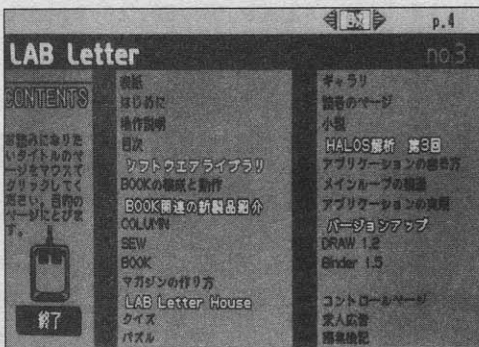 p.4
LAB Letter
no.3
CONTENTS
お読みになりた
いタイトルのペ
ージをマウスで
クリックしてく
ださい。目的の
ページにとびま
す。
終了
表紙
はじめに
操作説明
目次
ソフトウエアライブラリ
BOOKの構成と動作
BOOK関連の新製品紹介
COLUMN
SEW
BOOK
マガジンの作り方
LAB Letter House
クイズ
パズル
ギャラリ
読者のページ
小説
HALOS解析 第3回
アプリケーションの書き方
メインループの構造
アプリケーションの実現
バージョンアップ
DRAW 1.2
Binder 1.5
コントロールページ
求人広告
編集後記